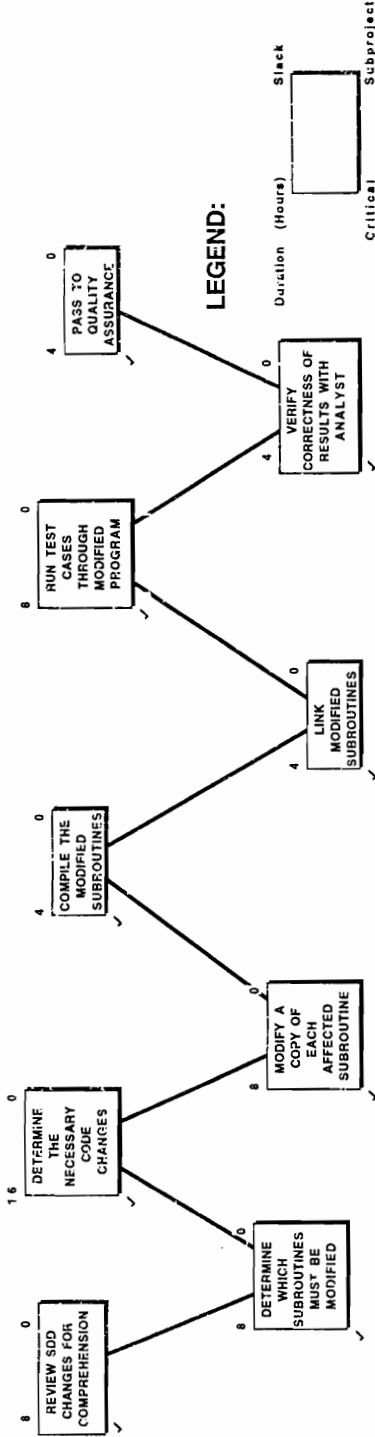 8 0
REVIEW SDD
CHANGES FOR
COMPREHENSION
8 0
DETERMINE
WHICH
SUBROUTINES
MUST BE
MODIFIED
16 0
DETERMINE
THE
NECESSARY
CODE
CHANGES
8 0
MODIFY A
COPY OF
EACH
AFFECTED
SUBROUTINE
4 0
COMPILE THE
MODIFIED
SUBROUTINES
4 0
LINK
MODIFIED
SUBROUTINES
8 0
RUN TEST
CASES
THROUGH
MODIFIED
PROGRAM
4 0
VERIFY
CORRECTNESS OF
RESULTS WITH
ANALYST
4 0
PASS TO
QUALITY
ASSURANCE
LEGEND:
Duration (Hours) Slack
Critical Subproject